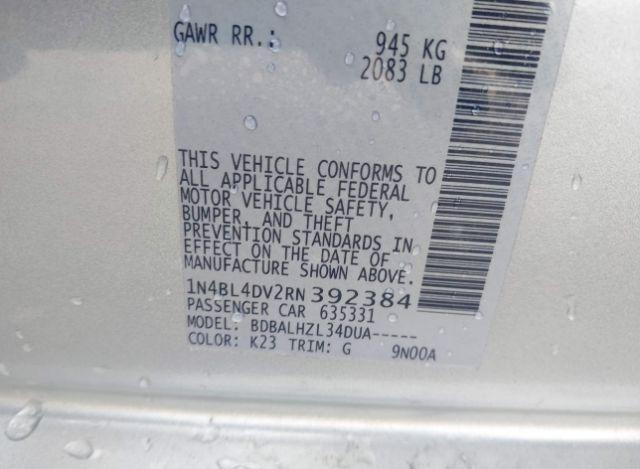 GAWR RR.: 945 KG
2083 LB
THIS VEHICLE CONFORMS TO
ALL APPLICABLE FEDERAL
MOTOR VEHICLE SAFETY,
BUMPER, AND THEFT
PREVENTION STANDARDS IN
EFFECT ON THE DATE OF
MANUFACTURE SHOWN ABOVE.
1N4BL4DV2RN392384
PASSENGER CAR 635331
MODEL: BDBALHZL34DUA-----
COLOR: K23 TRIM: G 9N00A